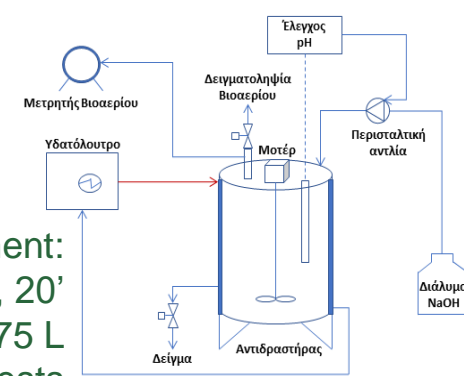 Έλεγχος
pH
Δειγματοληψία
Βιοαερίου
Μετρητής Βιοαερίου
Μοτέρ
Περισταλτική
αντλία
Υδατόλουτρο
ent:
, 20’
75 L
Διάλυμα
NaOH
Δείγμα
Αντιδραστήρας